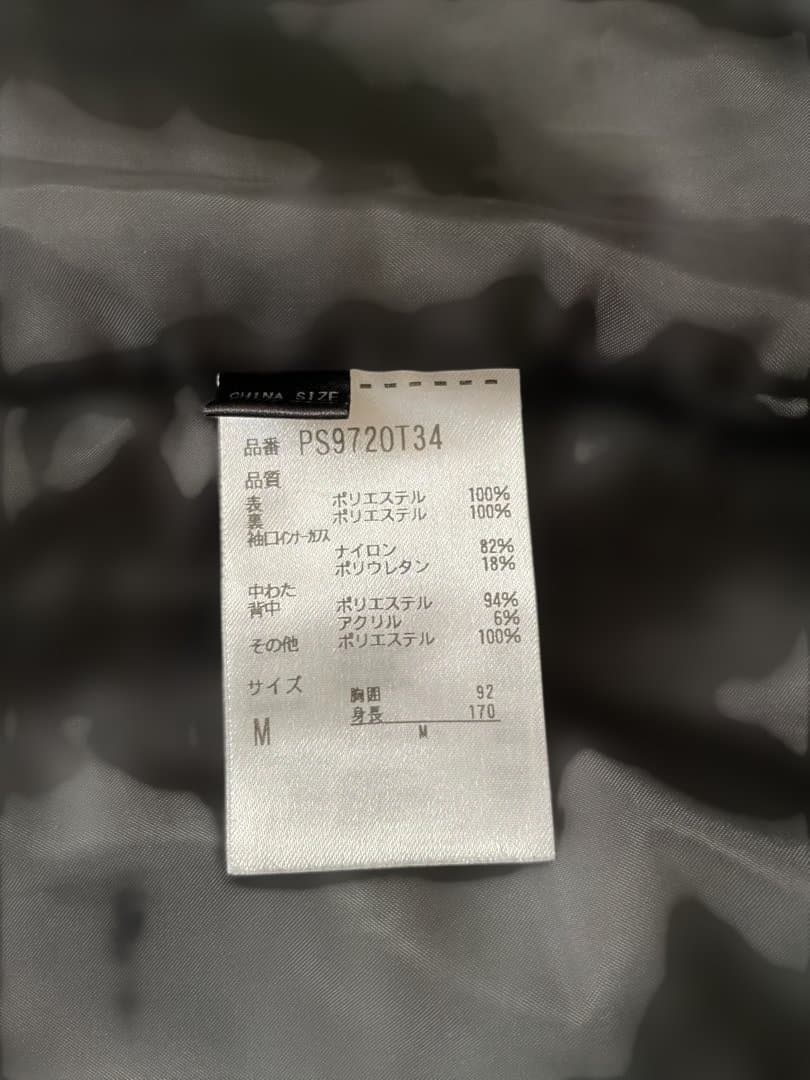 CHINA SIZE
品番 PS9720T34
品質
表 ポリエステル 100%
裏 ポリエステル 100%
袖口インナーカフス
ナイロン 82%
ポリウレタン 18%
中わた
背中 ポリエステル 94%
アクリル 6%
その他 ポリエステル 100%
サイズ 胸囲 92
身長 170
M M